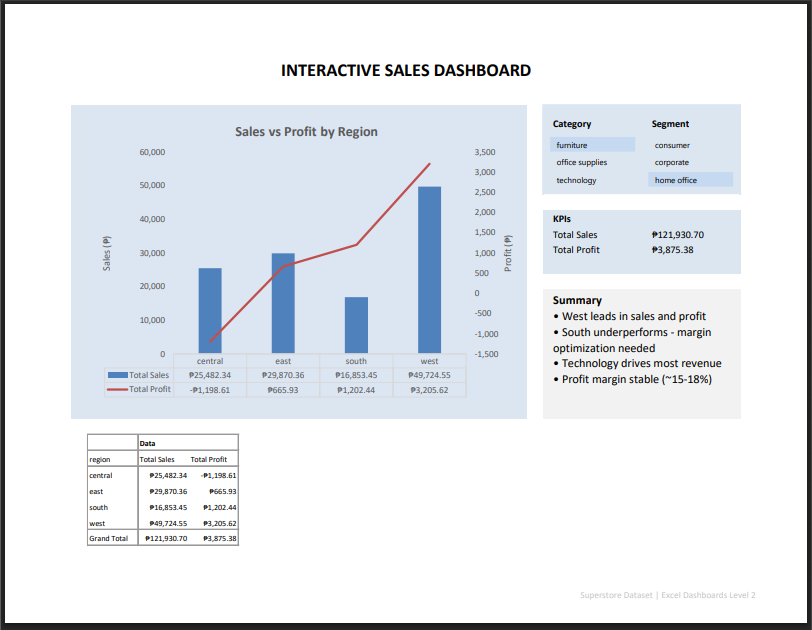 INTERACTIVE SALES DASHBOARD
Sales vs Profit by Region
Sales (₱)
60,000
50,000
40,000
30,000
20,000
10,000
0
3,500
3,000
2,500
2,000
1,500
1,000
500
0
-500
-1,000
-1,500
Profit (₱)
central east south west
Total Sales ₱25,482.34 ₱29,870.36 ₱16,853.45 ₱49,724.55
Total Profit -₱1,198.61 ₱665.93 ₱1,202.44 ₱3,205.62
Category Segment
furniture consumer
office supplies corporate
technology home office
KPIs
Total Sales ₱121,930.70
Total Profit ₱3,875.38
Summary
• West leads in sales and profit
• South underperforms - margin
optimization needed
• Technology drives most revenue
• Profit margin stable (~15-18%)
Data
region Total Sales Total Profit
central ₱25,482.34 -₱1,198.61
east ₱29,870.36 ₱665.93
south ₱16,853.45 ₱1,202.44
west ₱49,724.55 ₱3,205.62
Grand Total ₱121,930.70 ₱3,875.38
Superstore Dataset | Excel Dashboards Level 2